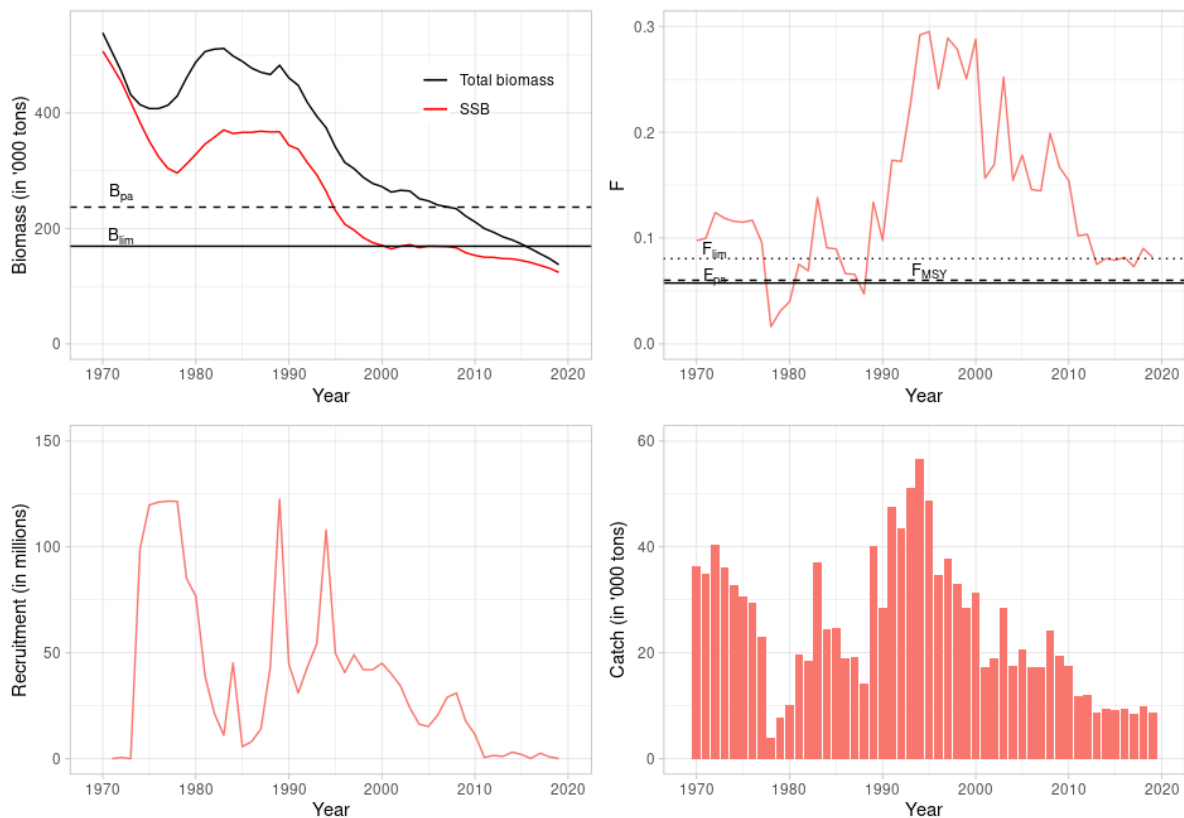 Biomass (in '000 tons)
400
200
0
Total biomass
SSB
Bpa
Blim
1970 1980 1990 2000 2010 2020
Year
F
0.3
0.2
0.1
0.0
Flim
FMSY
Fpa
1970 1980 1990 2000 2010 2020
Year
Recruitment (in millions)
150
100
50
0
1970 1980 1990 2000 2010 2020
Year
Catch (in '000 tons)
60
40
20
0
1970 1980 1990 2000 2010 2020
Year